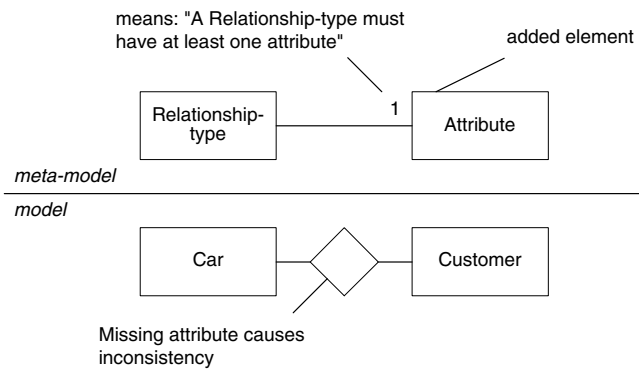 means: "A Relationship-type must
have at least one attribute"
added element
Relationship-
type
1
Attribute
meta-model
model
Car
Customer
Missing attribute causes
inconsistency